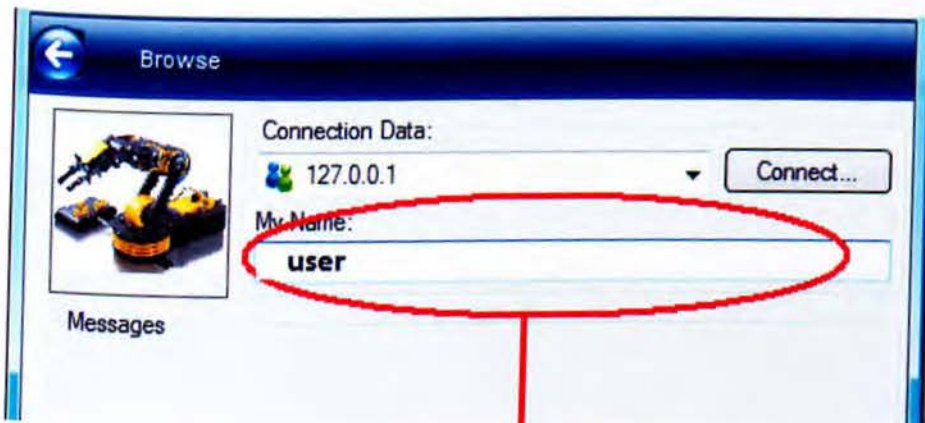 Browse
Connection Data:
127.0.0.1
Connect...
My Name:
user
Messages